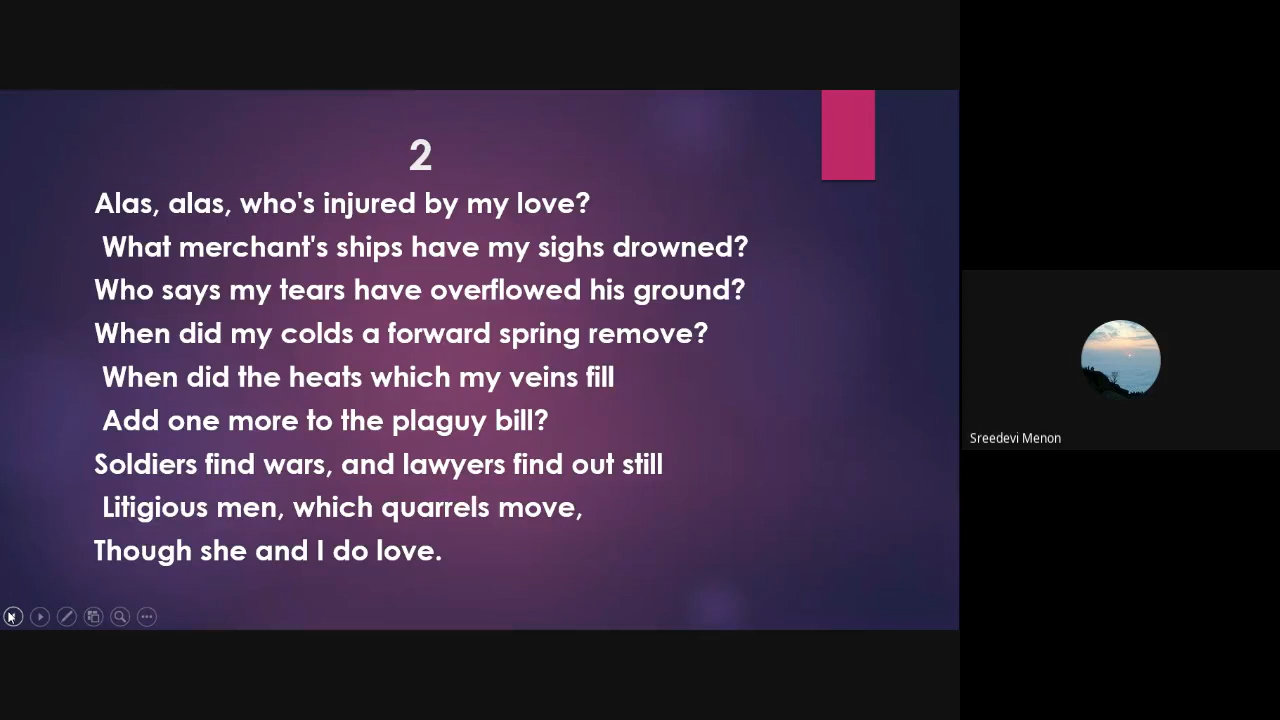 2
Alas, alas, who's injured by my love?
What merchant's ships have my sighs drowned?
Who says my tears have overflowed his ground?
When did my colds a forward spring remove?
When did the heats which my veins fill
Add one more to the plaguy bill?
Soldiers find wars, and lawyers find out still
Litigious men, which quarrels move,
Though she and I do love.
Sreedevi Menon